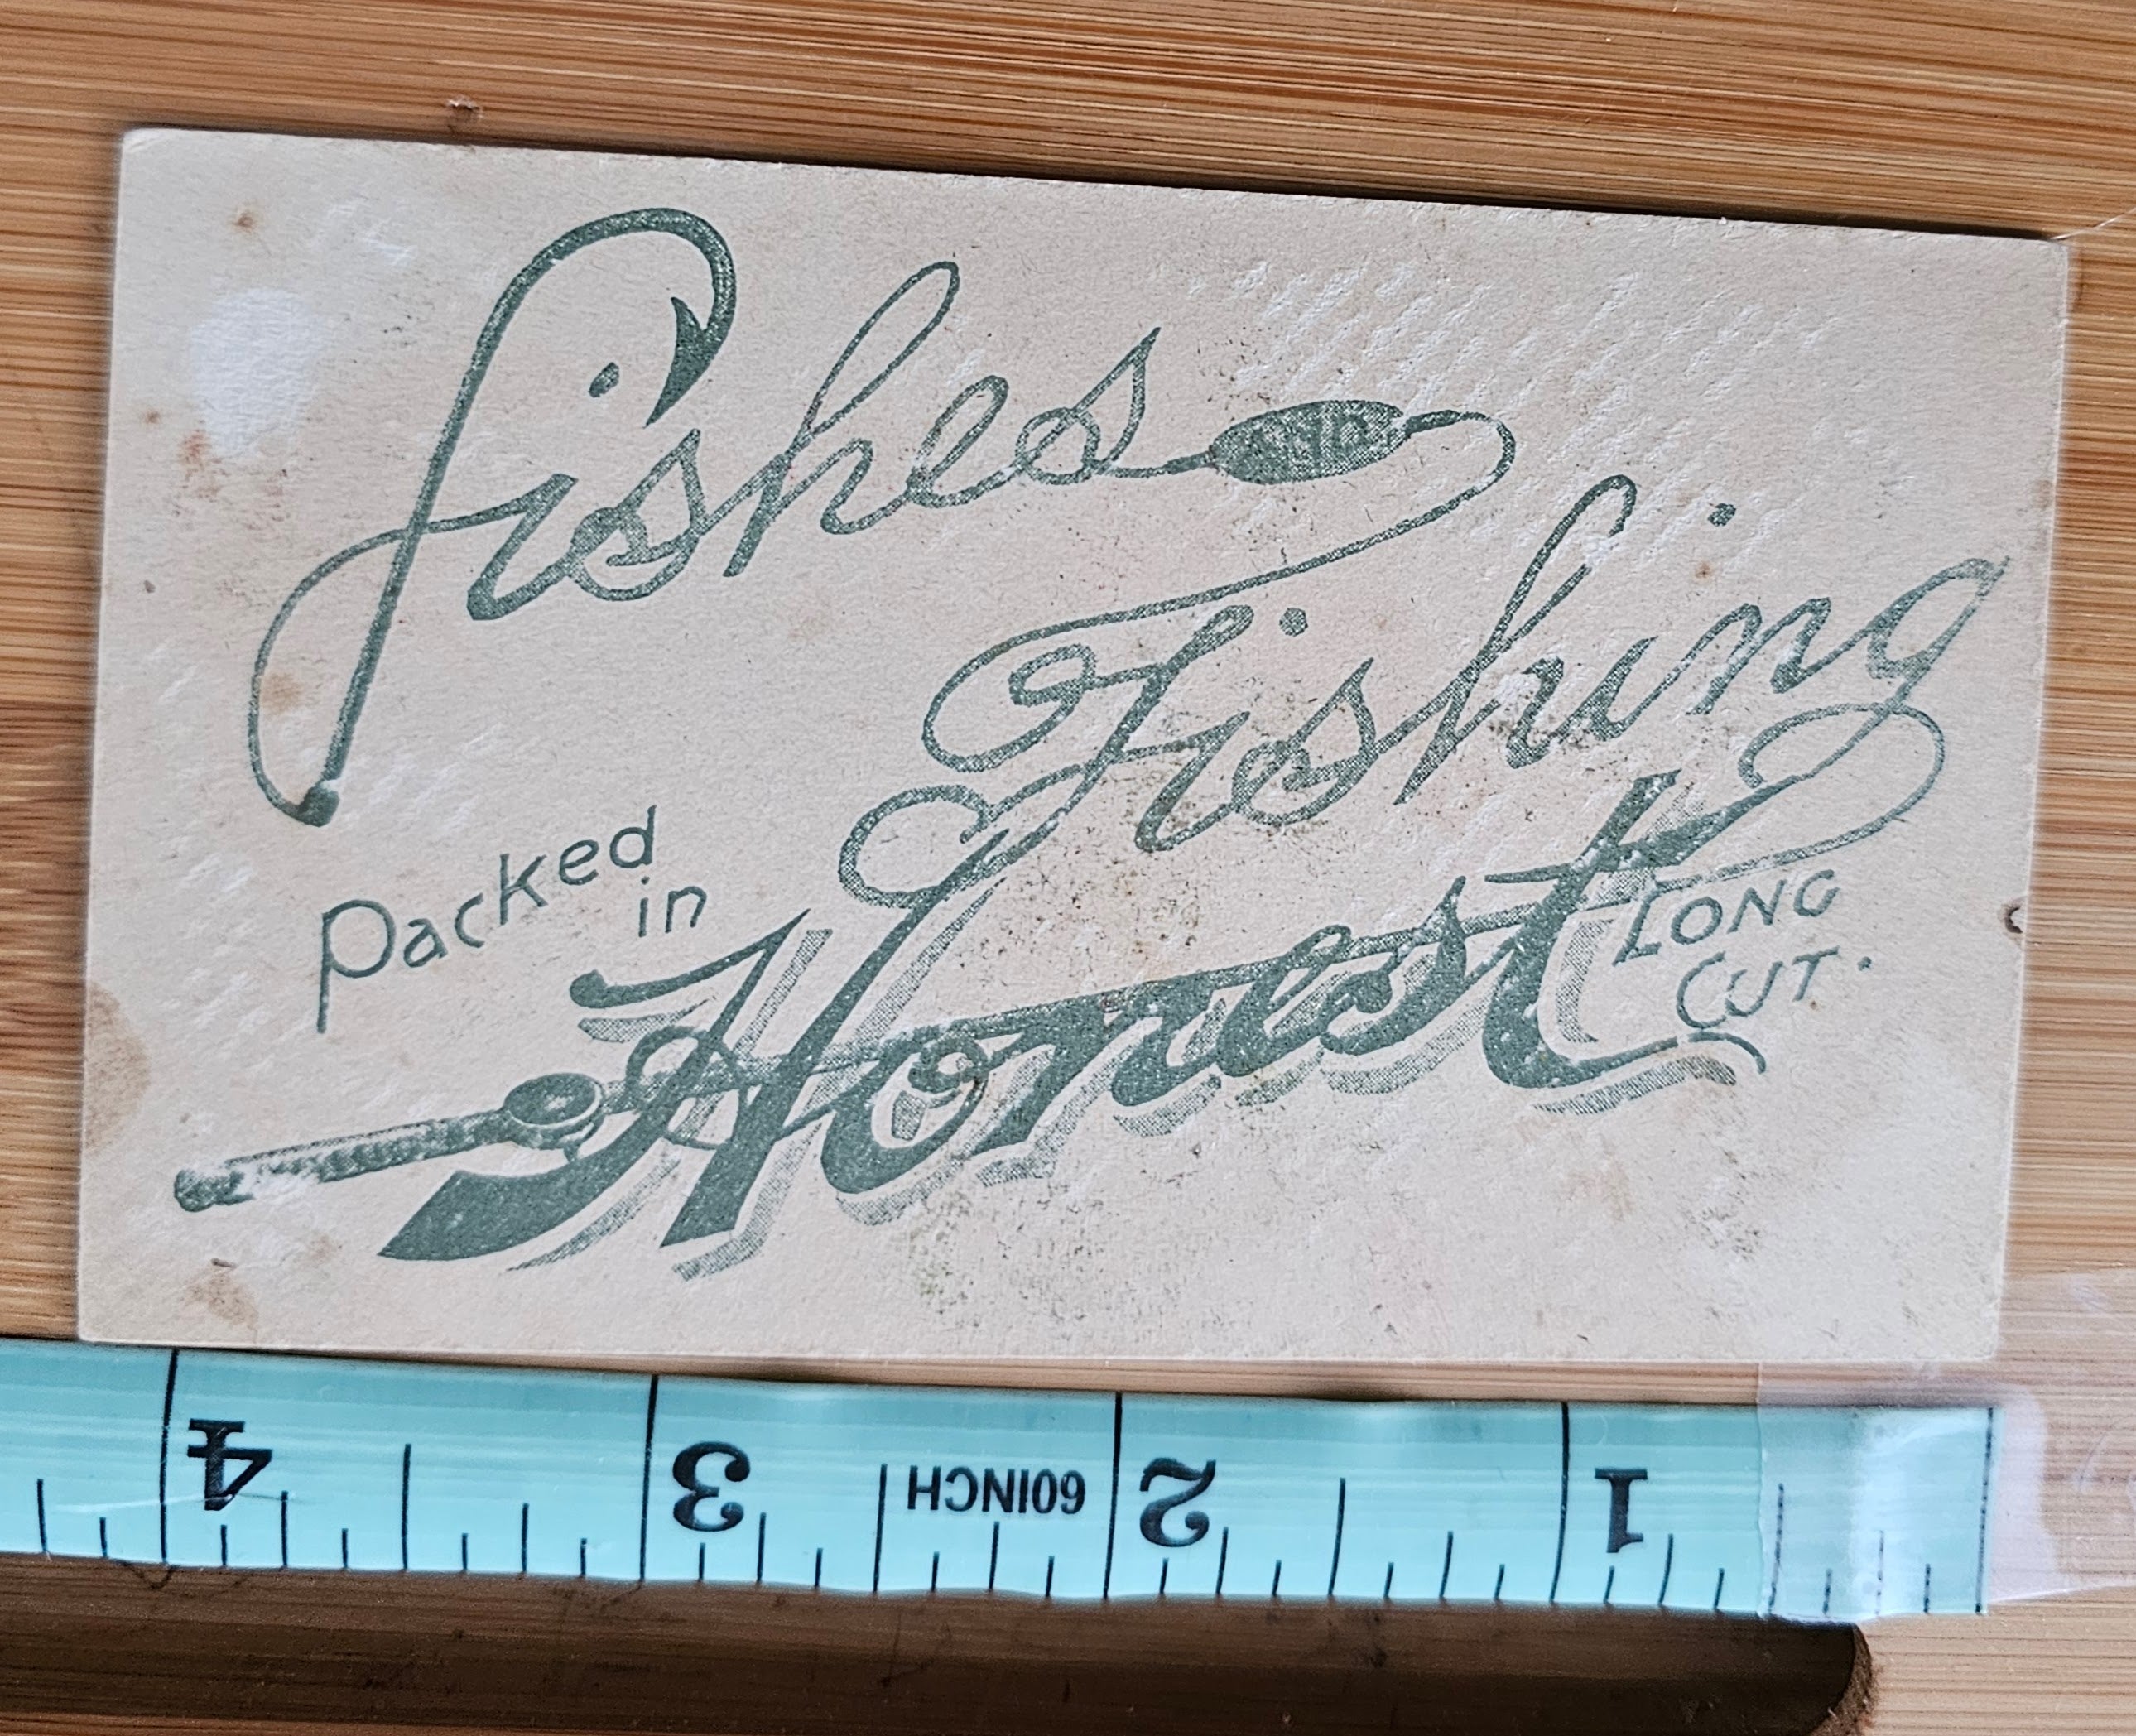 fishes
AND
Fishing
Packed
in
Honest
LONG
CUT.
4
3
60INCH
2
1